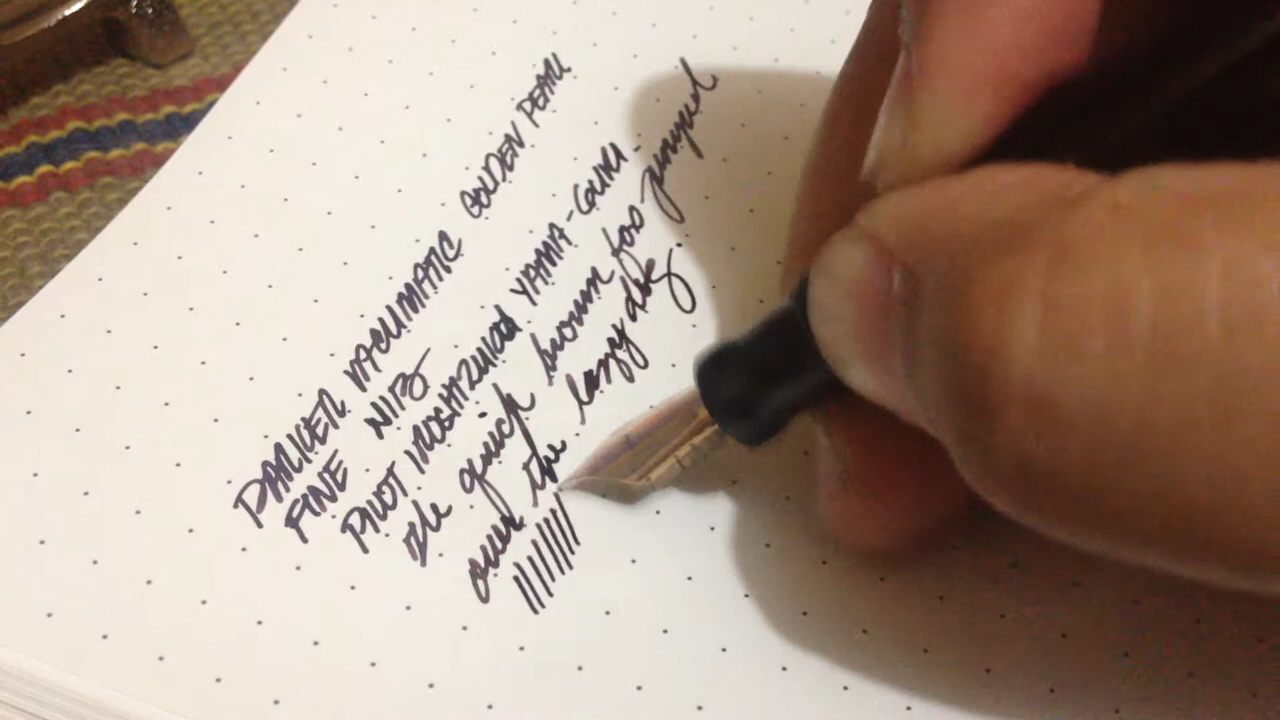 PARKER VACUMATIC GOLDEN PEARL
FINE NIB
PILOT IROSHIZUKU YAMA-GURI.
The quick brown fox jumped
over the lazy dog.